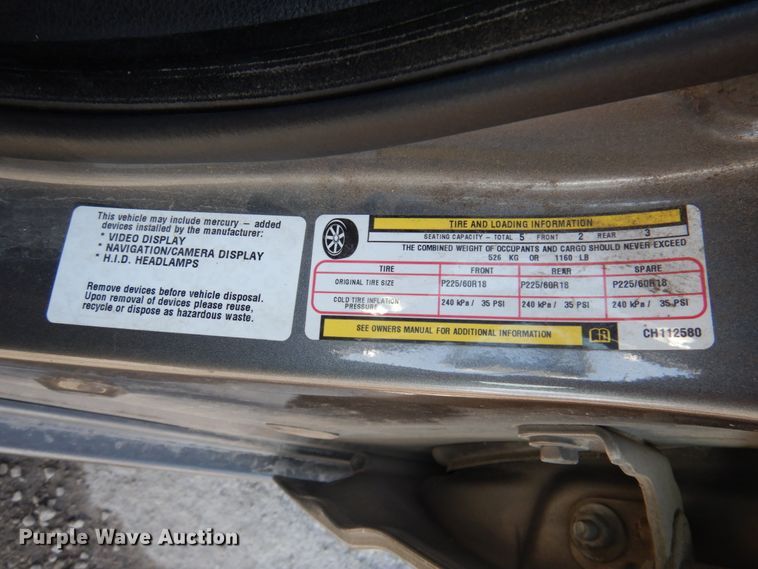 This vehicle may include mercury – added
devices installed by the manufacturer:
* VIDEO DISPLAY
* NAVIGATION/CAMERA DISPLAY
* H.I.D. HEADLAMPS
Remove devices before vehicle disposal.
Upon removal of devices please reuse,
recycle or dispose as hazardous waste.
TIRE AND LOADING INFORMATION
SEATING CAPACITY – TOTAL 5 FRONT 2 REAR 3
THE COMBINED WEIGHT OF OCCUPANTS AND CARGO SHOULD NEVER EXCEED
526 KG OR 1160 LB
TIRE FRONT REAR SPARE
ORIGINAL TIRE SIZE P225/60R18 P225/60R18 P225/60R18
COLD TIRE INFLATION
PRESSURE 240 kPa / 35 PSI 240 kPa / 35 PSI 240 kPa / 35 PSI
SEE OWNERS MANUAL FOR ADDITIONAL INFORMATION CH112580
Purple Wave Auction